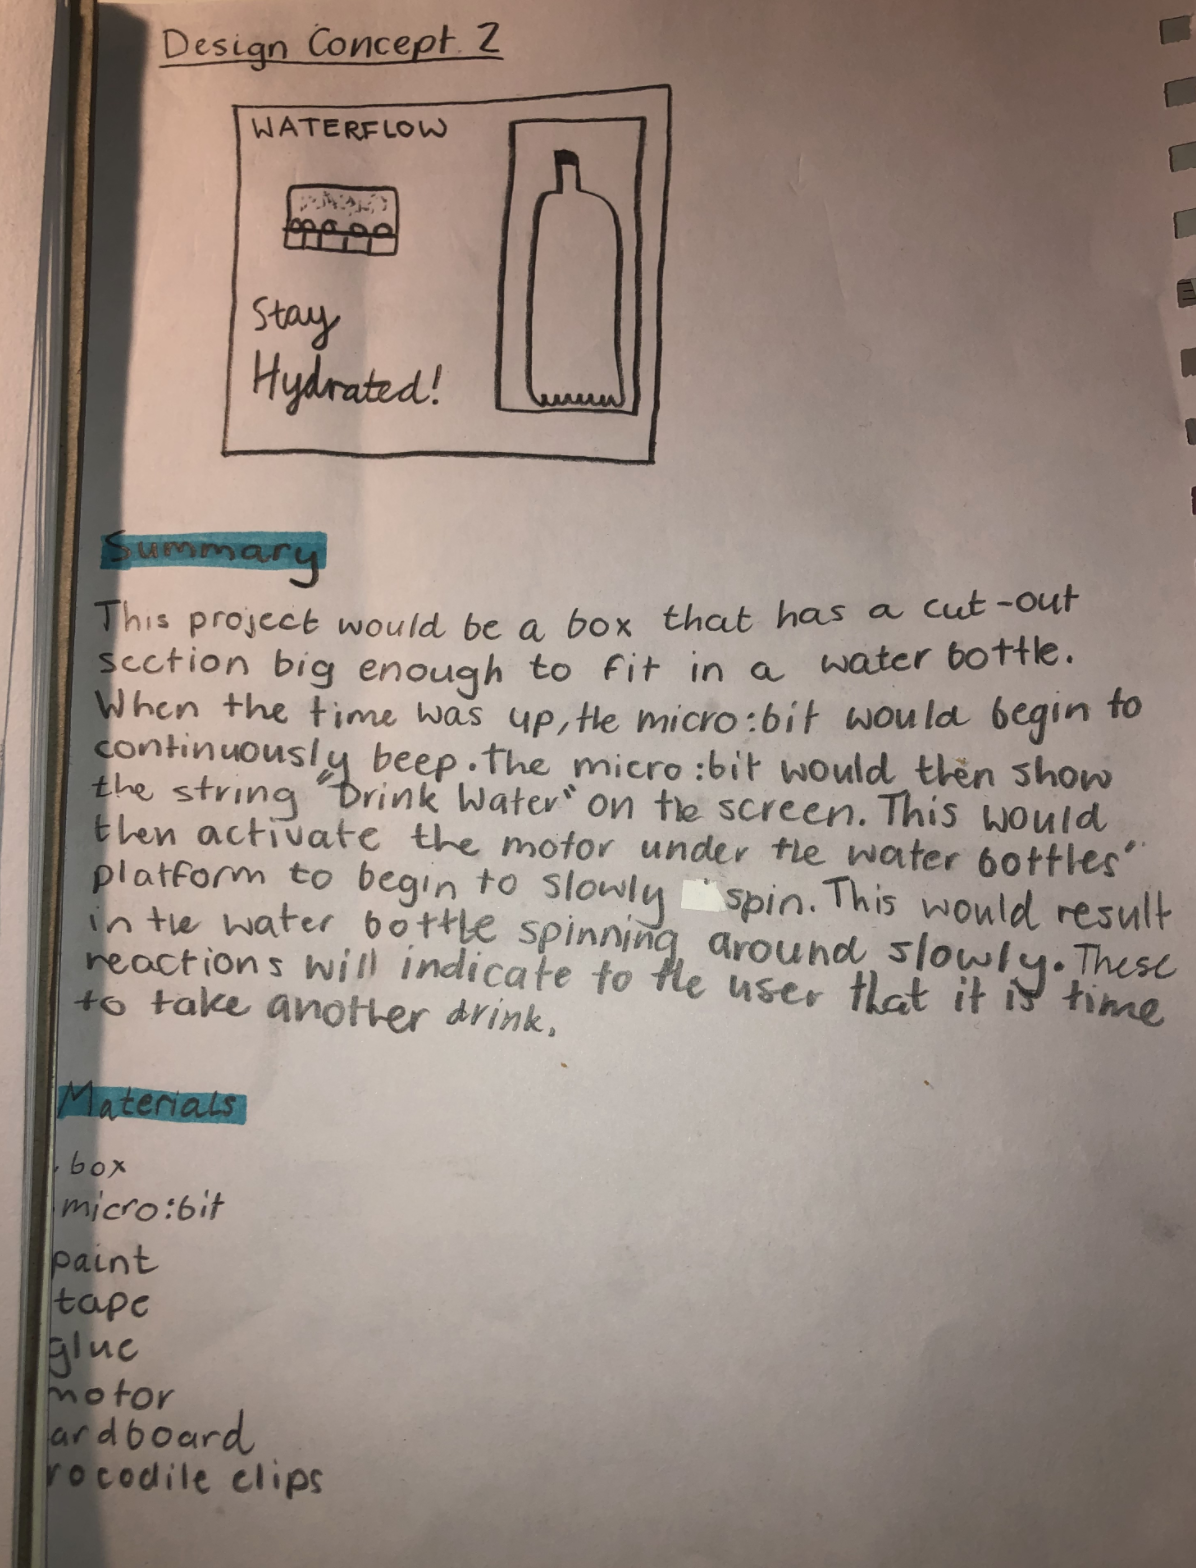 Design Concept 2
WATERFLOW
Stay
Hydrated!
Summary
This project would be a box that has a cut-out
section big enough to fit in a water bottle.
When the time was up, the micro:bit would begin to
continuously beep. The micro:bit would then show
the string "Drink Water" on the screen. This would
then activate the motor under the water bottles'
platform to begin to slowly spin. This would result
in the water bottle spinning around slowly. These
reactions will indicate to the user that it is time
to take another drink.
Materials
. box
micro:bit
paint
tape
glue
motor
ardboard
rocodile clips